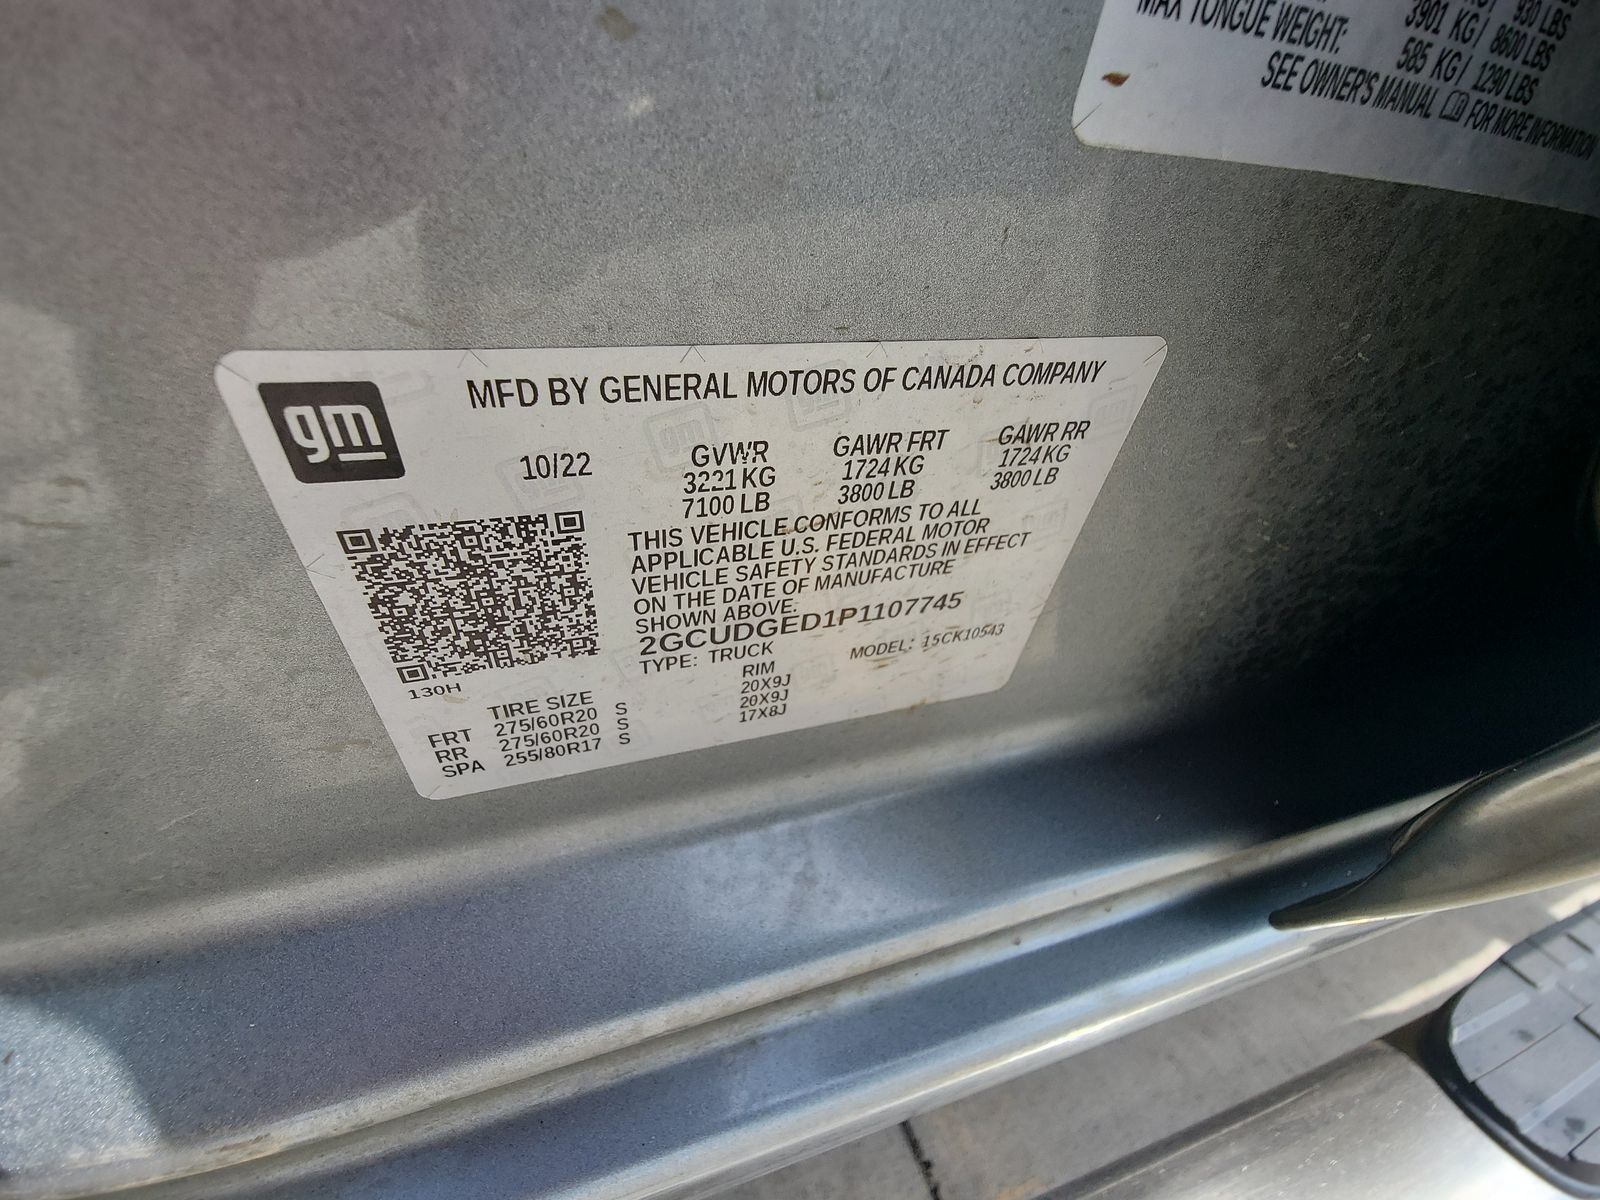 930 LBS
3901 KG/ 8600 LBS
MAX TONGUE WEIGHT: 585 KG/ 1290 LBS
SEE OWNER'S MANUAL FOR MORE INFORMATION
gm
MFD BY GENERAL MOTORS OF CANADA COMPANY
10/22 GVWR GAWR FRT GAWR RR
3221 KG 1724 KG 1724 KG
7100 LB 3800 LB 3800 LB
THIS VEHICLE CONFORMS TO ALL
APPLICABLE U.S. FEDERAL MOTOR
VEHICLE SAFETY STANDARDS IN EFFECT
ON THE DATE OF MANUFACTURE
SHOWN ABOVE.
2GCUDGED1P1107745
TYPE: TRUCK MODEL: 15CK10543
130H
TIRE SIZE RIM
FRT 275/60R20 S 20X9J
RR 275/60R20 S 20X9J
SPA 255/80R17 S 17X8J